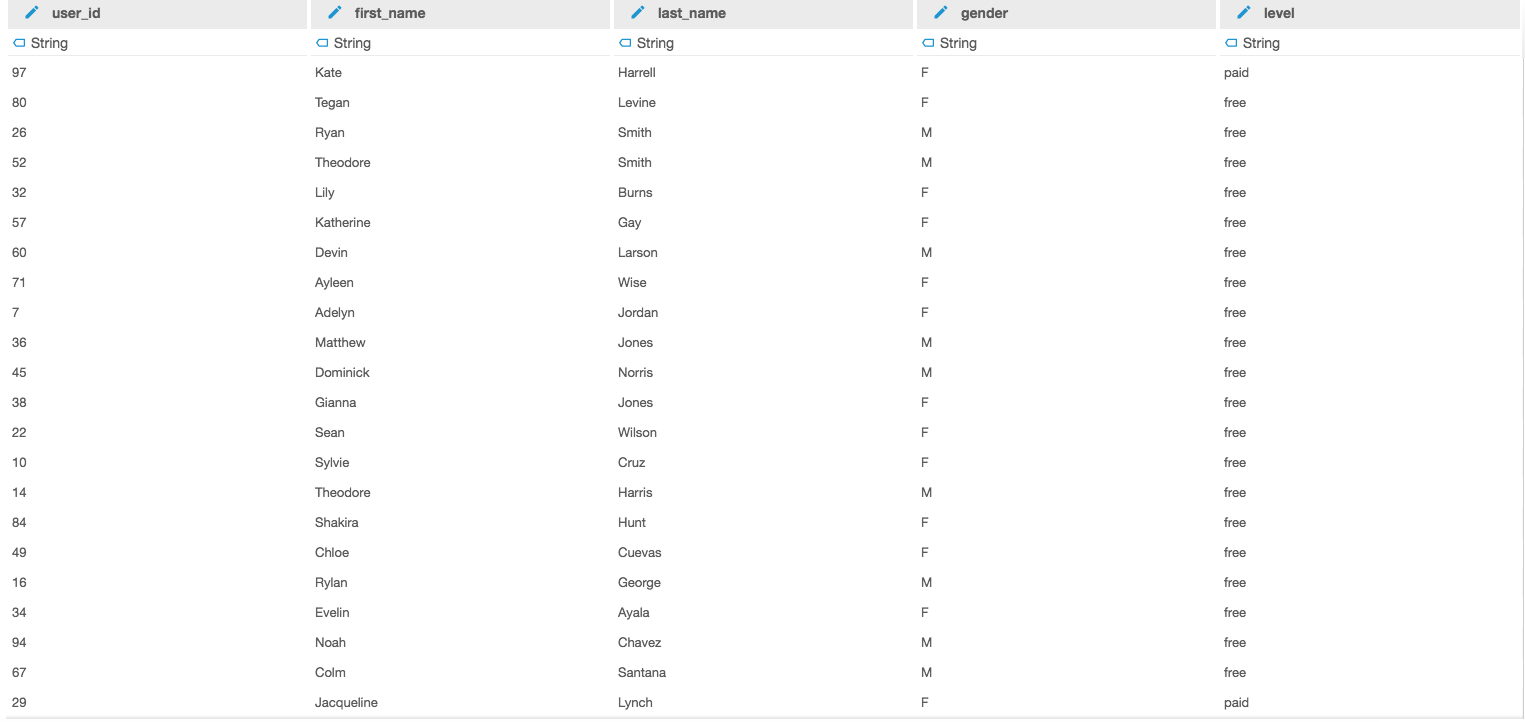 user_id first_name last_name gender level
String String String String String
97 Kate Harrell F paid
80 Tegan Levine F free
26 Ryan Smith M free
52 Theodore Smith M free
32 Lily Burns F free
57 Katherine Gay F free
60 Devin Larson M free
71 Ayleen Wise F free
7 Adelyn Jordan F free
36 Matthew Jones M free
45 Dominick Norris M free
38 Gianna Jones F free
22 Sean Wilson F free
10 Sylvie Cruz F free
14 Theodore Harris M free
84 Shakira Hunt F free
49 Chloe Cuevas F free
16 Rylan George M free
34 Evelin Ayala F free
94 Noah Chavez M free
67 Colm Santana M free
29 Jacqueline Lynch F paid